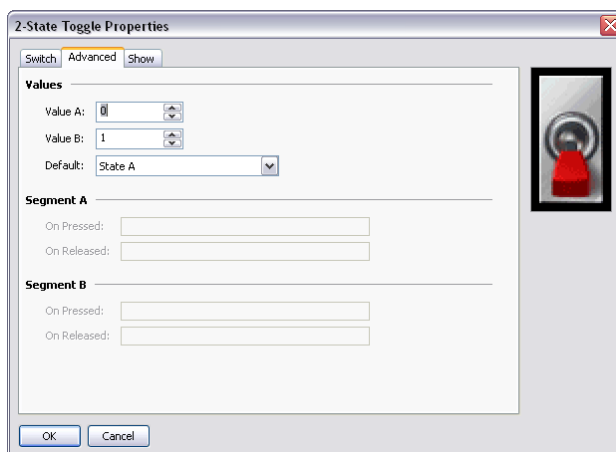 2-State Toggle Properties
Switch Advanced Show
Values
Value A: 0
Value B: 1
Default: State A
Segment A
On Pressed:
On Released:
Segment B
On Pressed:
On Released:
OK Cancel